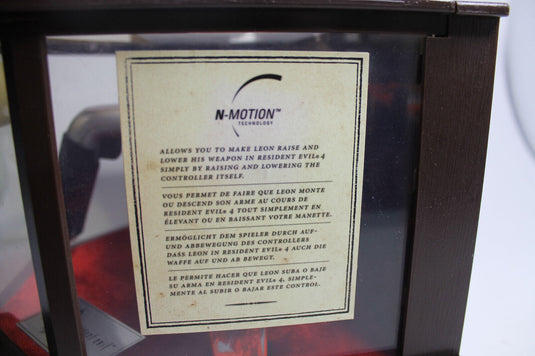 N-MOTION™
TECHNOLOGY
ALLOWS YOU TO MAKE LEON RAISE AND
LOWER HIS WEAPON IN RESIDENT EVIL® 4
SIMPLY BY RAISING AND LOWERING THE
CONTROLLER ITSELF.
VOUS PERMET DE FAIRE QUE LEON MONTE
OU DESCEND SON ARME AU COURS DE
RESIDENT EVIL® 4 TOUT SIMPLEMENT EN
ÉLEVANT OU EN BAISSANT VOTRE MANETTE.
ERMÖGLICHT DEM SPIELER DURCH AUF-
UND ABBEWEGUNG DES CONTROLLERS
DASS LEON IN RESIDENT EVIL® 4 AUCH DIE
WAFFE AUF UND AB BEWEGT.
LE PERMITE HACER QUE LEON SUBA O BAJE
SU ARMA EN RESIDENT EVIL® 4, SIMPLE-
MENTE AL SUBIR O BAJAR ESTE CONTROL.